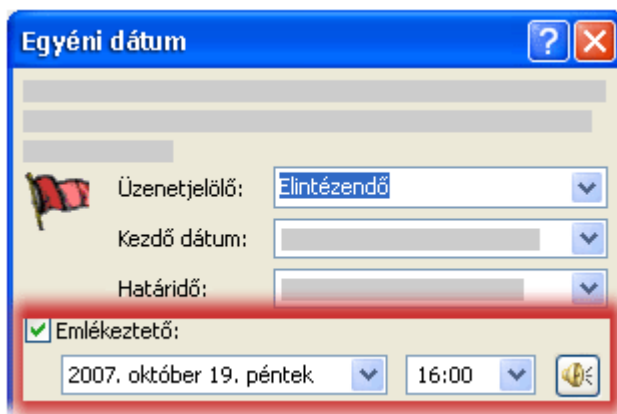 Egyéni dátum
Üzenetjelölő: Elintézendő
Kezdő dátum:
Határidő:
Emlékeztető:
2007. október 19. péntek 16:00